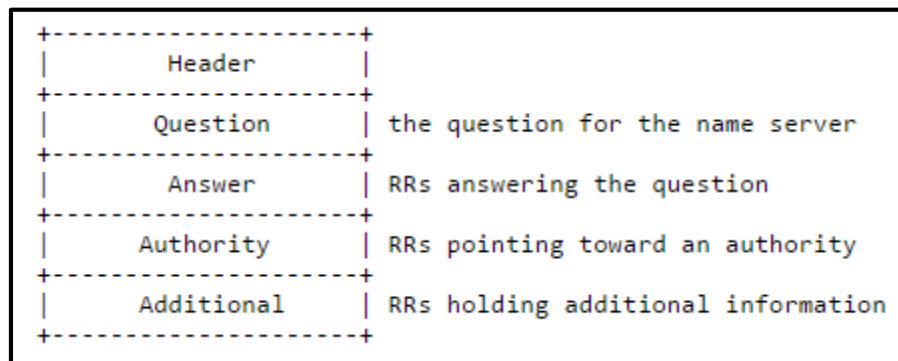 +---------------------+
|        Header       |
+---------------------+
|       Question      | the question for the name server
+---------------------+
|        Answer       | RRs answering the question
+---------------------+
|      Authority      | RRs pointing toward an authority
+---------------------+
|      Additional     | RRs holding additional information
+---------------------+